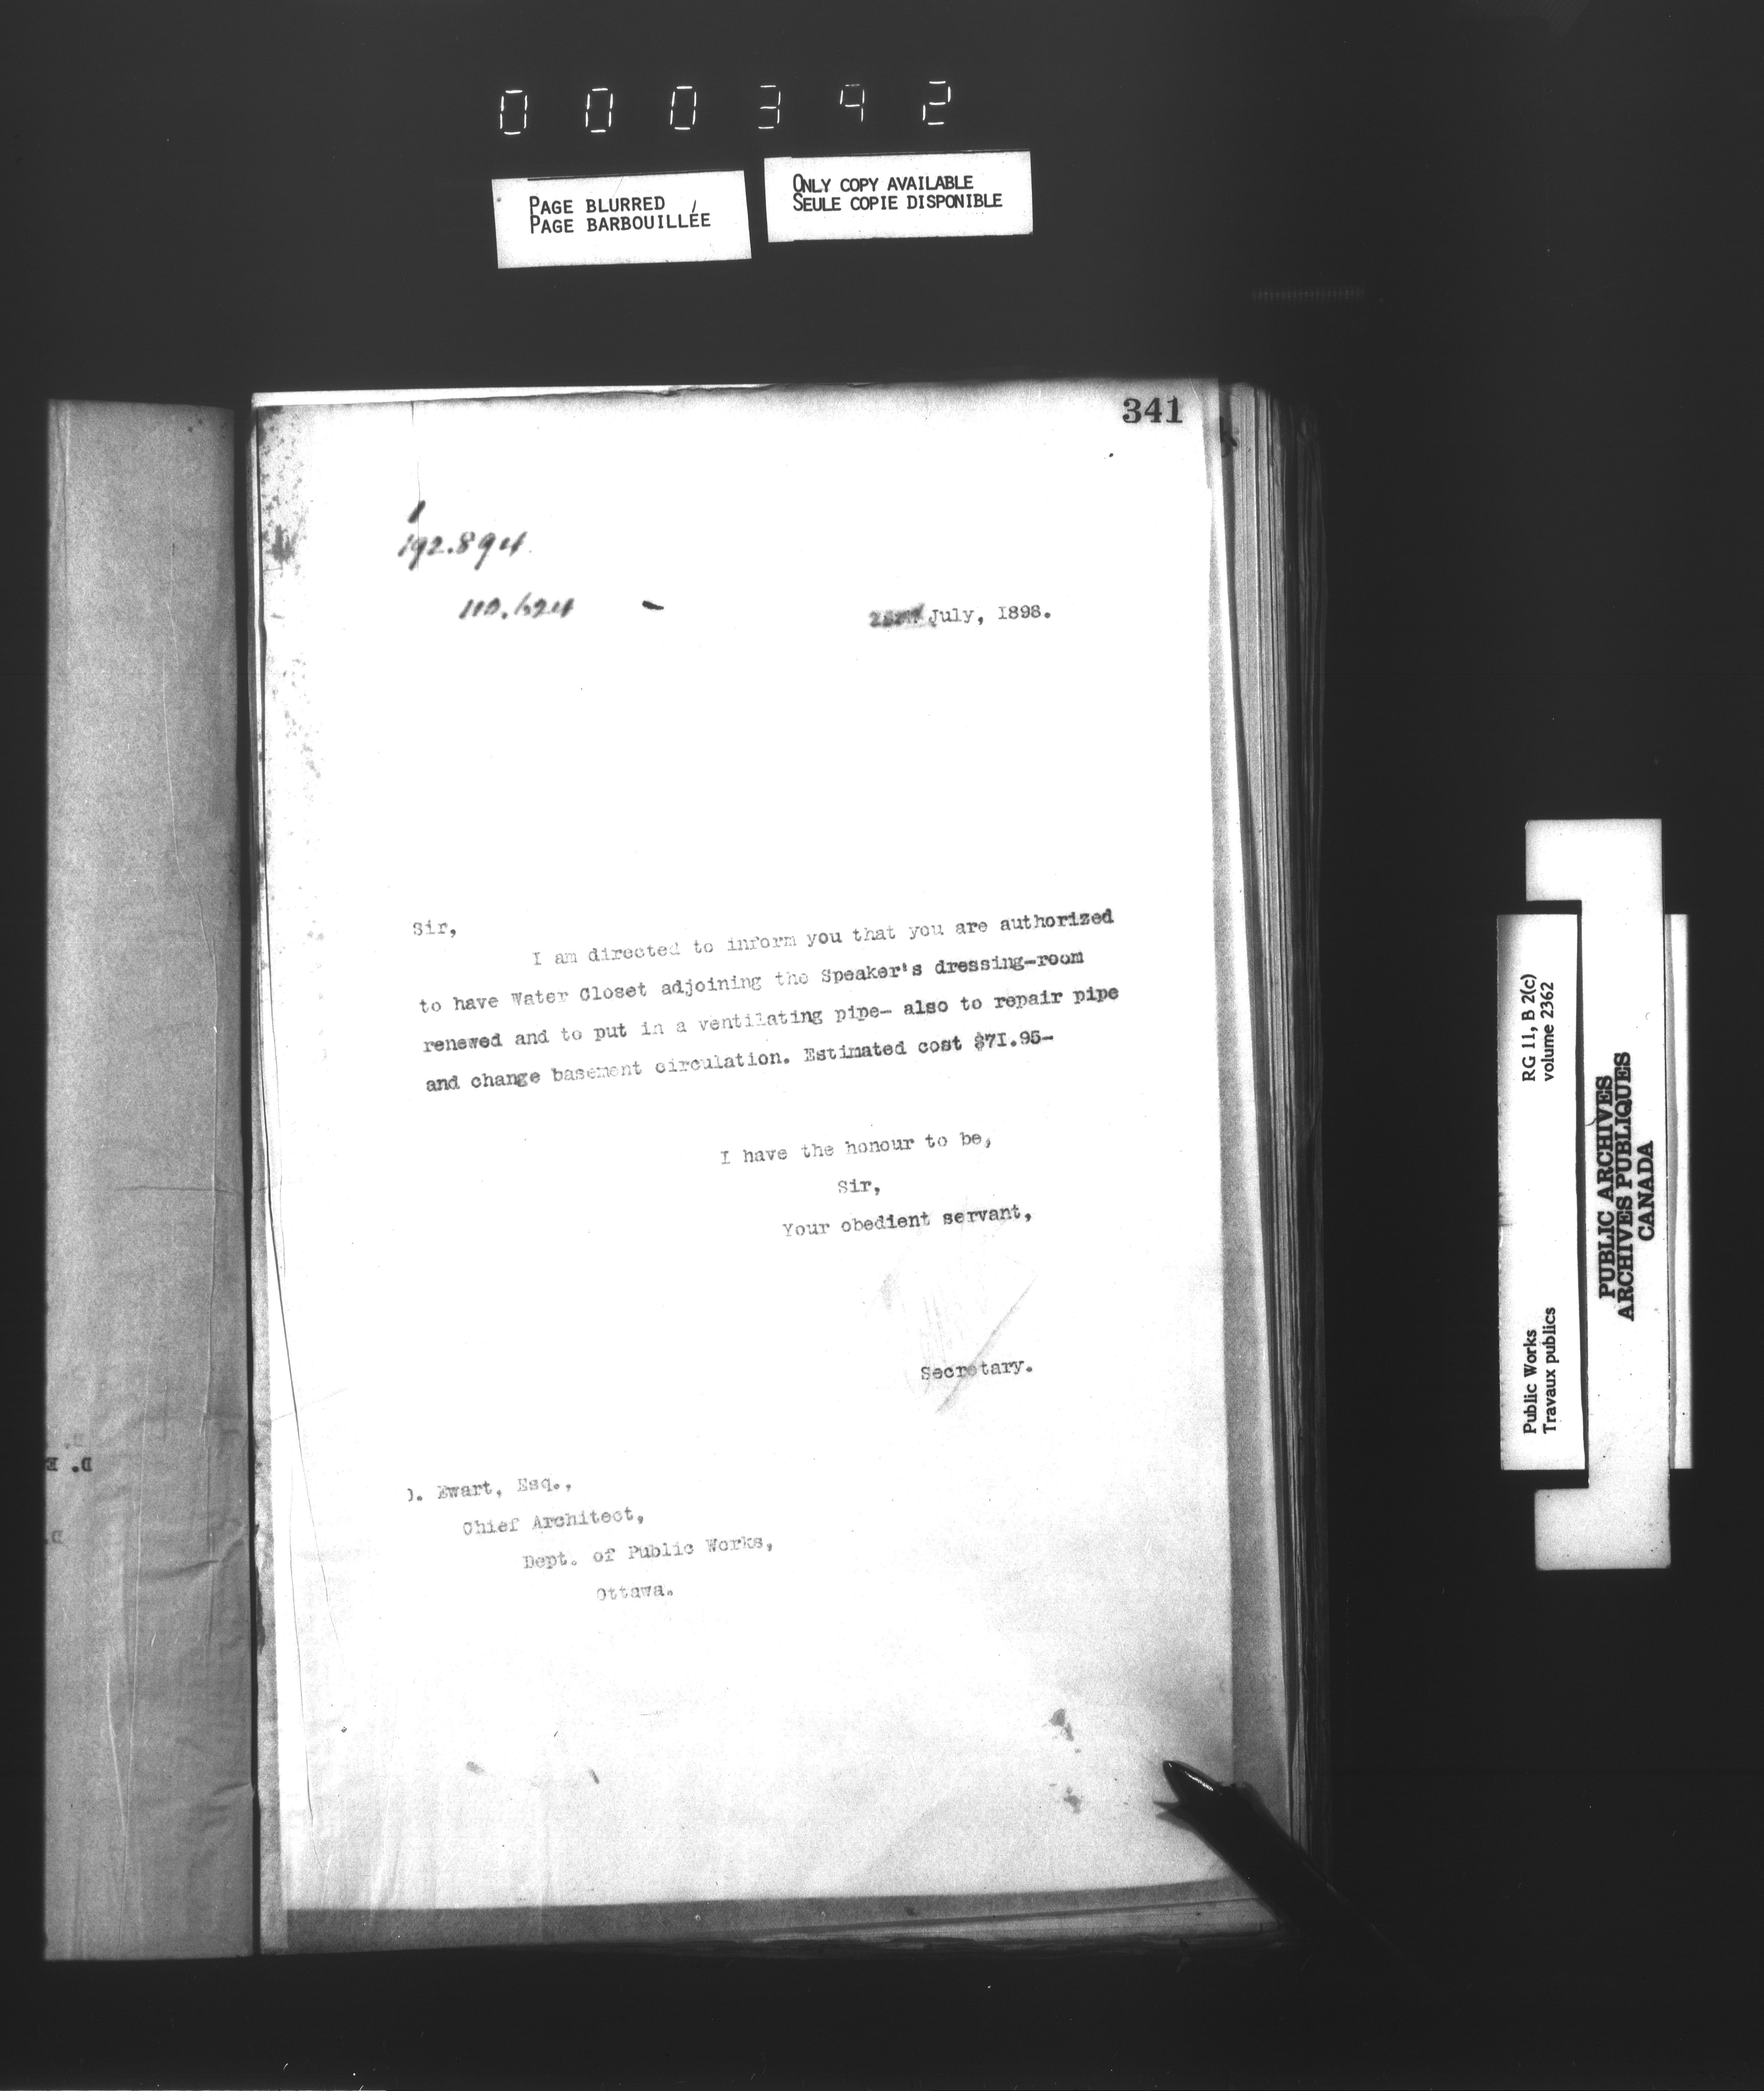 000342
PAGE BLURRED
PAGE BARBOUILLÉE
ONLY COPY AVAILABLE
SEULE COPIE DISPONIBLE
341
192.894
July, 1898.
Sir,
I am directed to inform you that you are authorized
to have Water Closet adjoining the Speaker's dressing-room
renewed and to put in a ventilating pipe- also to repair pipe
and change basement circulation. Estimated cost $71.95-
I have the honour to be,
Sir,
Your obedient servant,
Secretary.
D. Ewart, Esq.,
Chief Architect,
Dept. of Public Works,
Ottawa.
RG 11, B 2(c)
volume 2362
Public Works
Travaux publics
PUBLIC ARCHIVES
ARCHIVES PUBLIQUES
CANADA